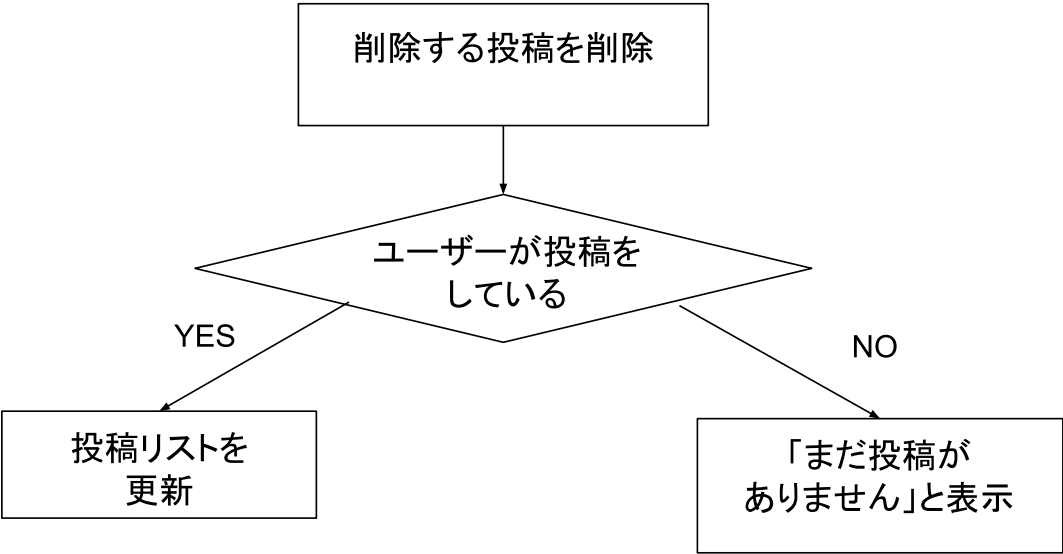 削除する投稿を削除
ユーザーが投稿を
している
YES
NO
投稿リストを
更新
「まだ投稿が
ありません」と表示